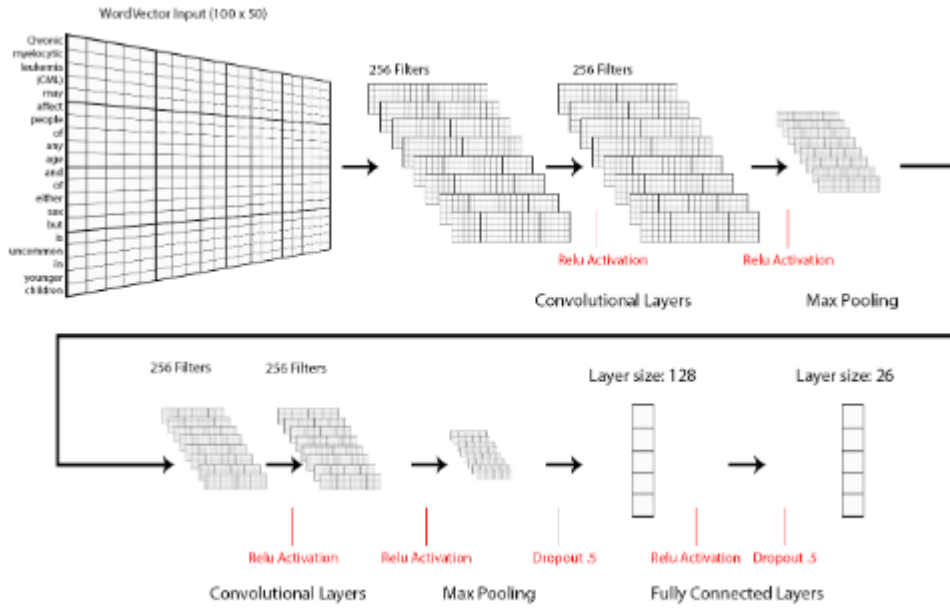 WordVector Input (100 x 50)
Chronic
myelocytic
leukemia
(CML)
may
affect
people
of
any
age
and
of
either
sex
but
is
uncommon
in
younger
children
256 Filters
256 Filters
Relu Activation
Relu Activation
Convolutional Layers
Max Pooling
256 Filters
256 Filters
Layer size: 128
Layer size: 26
Relu Activation
Relu Activation
Dropout .5
Relu Activation
Dropout .5
Convolutional Layers
Max Pooling
Fully Connected Layers